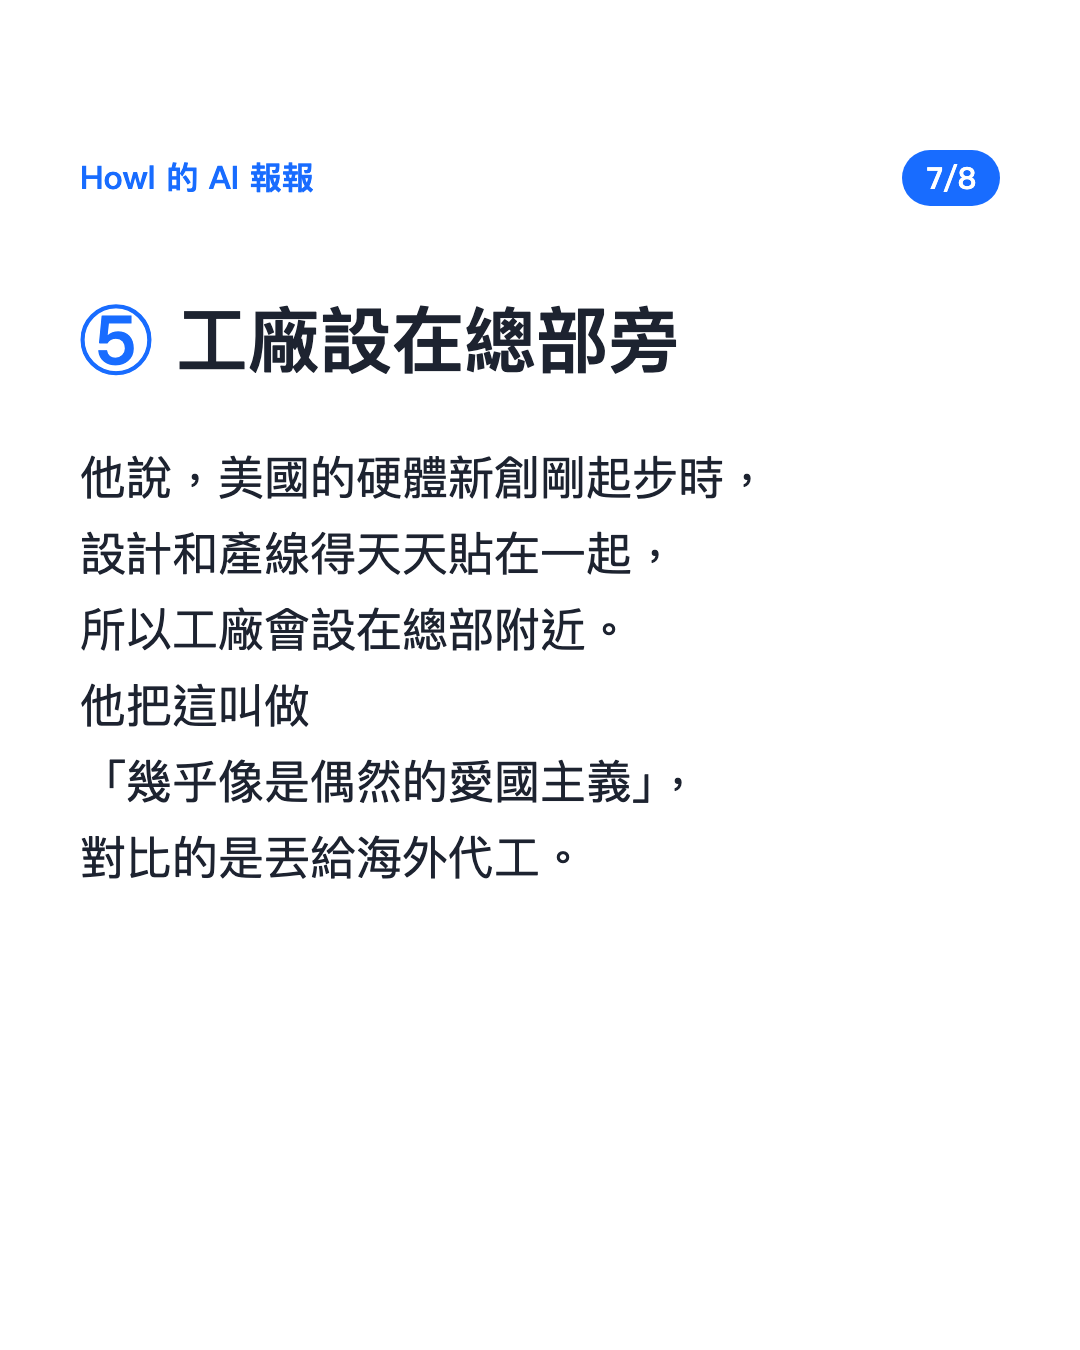 Howl 的 AI 報報
7/8
⑤ 工廠設在總部旁
他說，美國的硬體新創剛起步時，
設計和產線得天天貼在一起，
所以工廠會設在總部附近。
他把這叫做
「幾乎像是偶然的愛國主義」，
對比的是丟給海外代工。